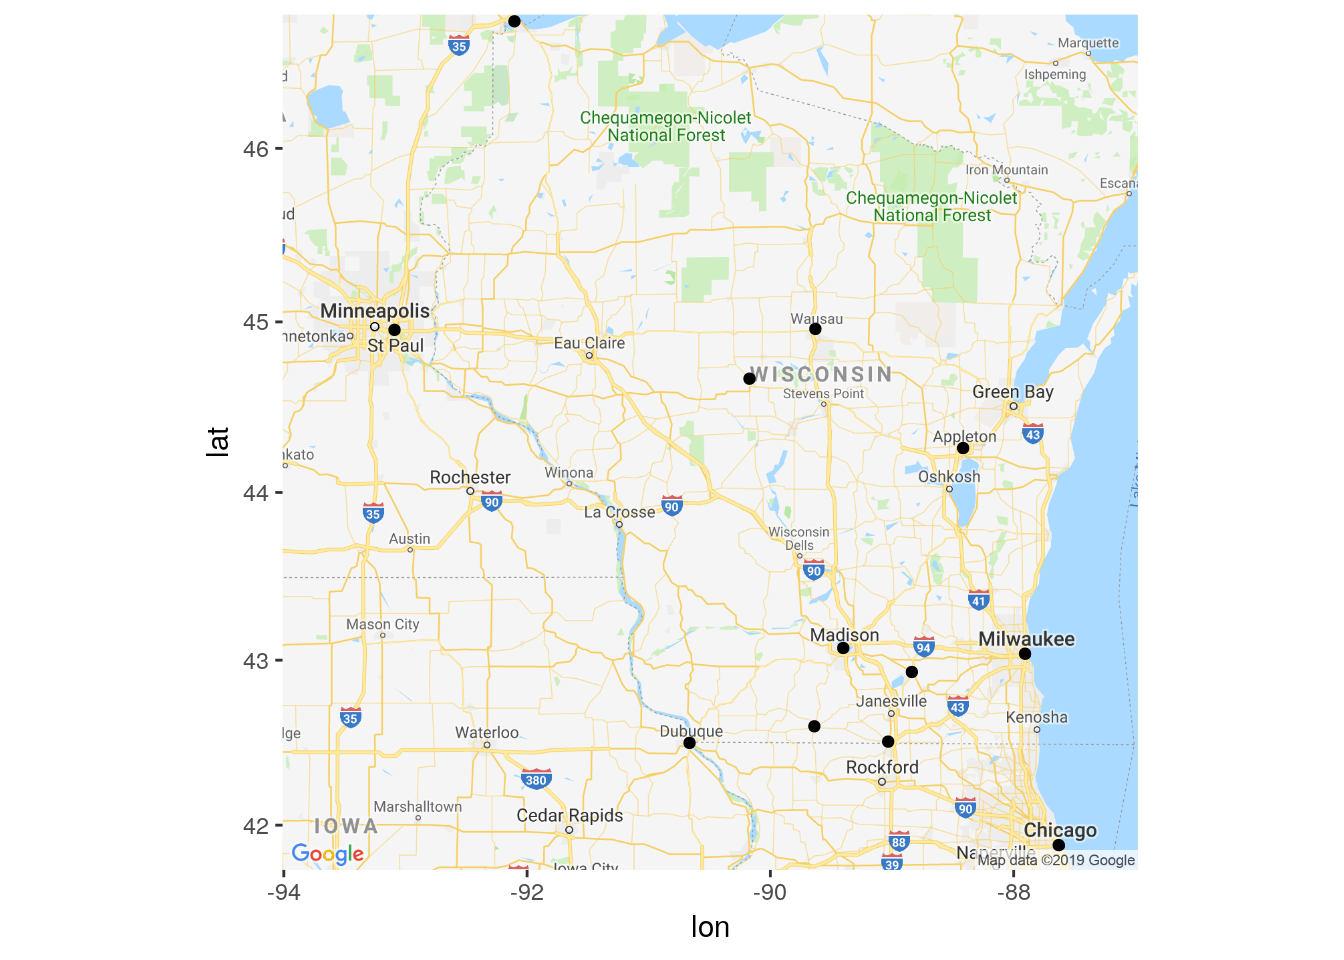 35
Marquette
Ishpeming
Chequamegon-Nicolet
National Forest
46
Iron Mountain
Escana
Chequamegon-Nicolet
National Forest
ud
Minneapolis
45
Wausau
nnetonka
St Paul
Eau Claire
WISCONSIN
Stevens Point
Green Bay
43
Appleton
lat
nkato
Rochester
Winona
Oshkosh
44
90
90
35
La Crosse
Austin
Wisconsin
Dells
90
41
Mason City
Madison
Milwaukee
43
94
Janesville
43
35
Kenosha
lge
Waterloo
Dubuque
Rockford
380
Marshalltown
90
42
IOWA
Cedar Rapids
Chicago
88
Google
Naperville
Map data ©2019 Google
39
Iowa City
-94
-92
-90
-88
lon